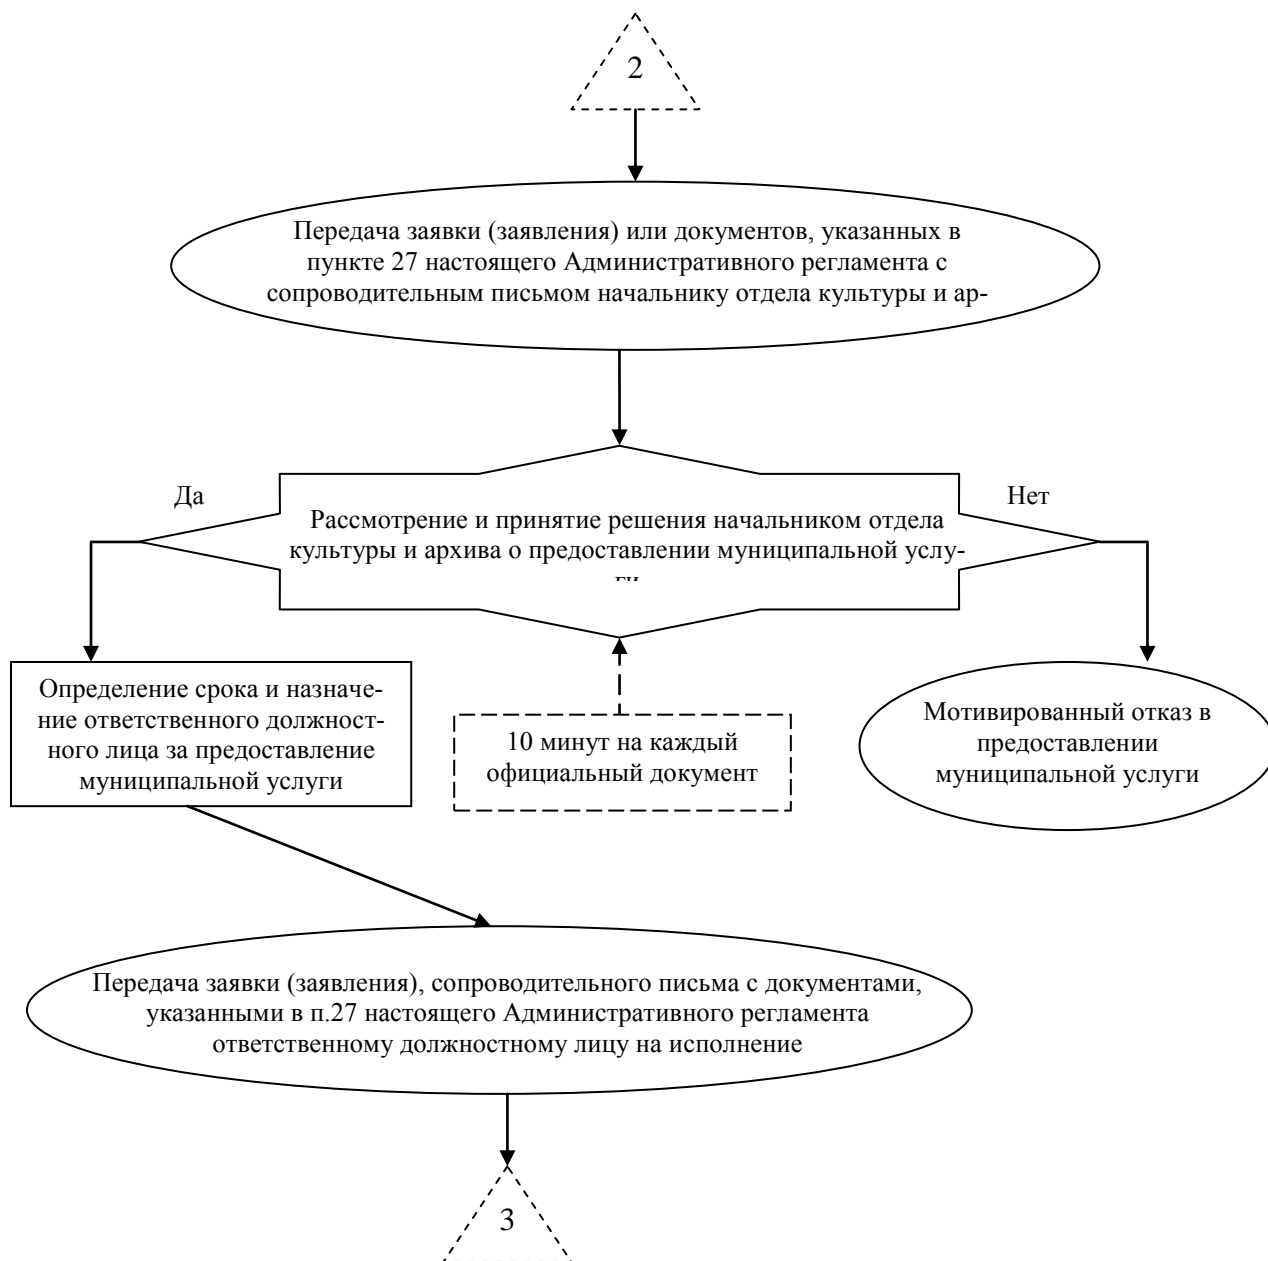 2
Передача заявки (заявления) или документов, указанных в
пункте 27 настоящего Административного регламента с
сопроводительным письмом начальнику отдела культуры и ар-
Да
Нет
Рассмотрение и принятие решения начальником отдела
культуры и архива о предоставлении муниципальной услу-
ги
Определение срока и назначе-
ние ответственного должност-
ного лица за предоставление
муниципальной услуги
10 минут на каждый
официальный документ
Мотивированный отказ в
предоставлении
муниципальной услуги
Передача заявки (заявления), сопроводительного письма с документами,
указанными в п.27 настоящего Административного регламента
ответственному должностному лицу на исполнение
3